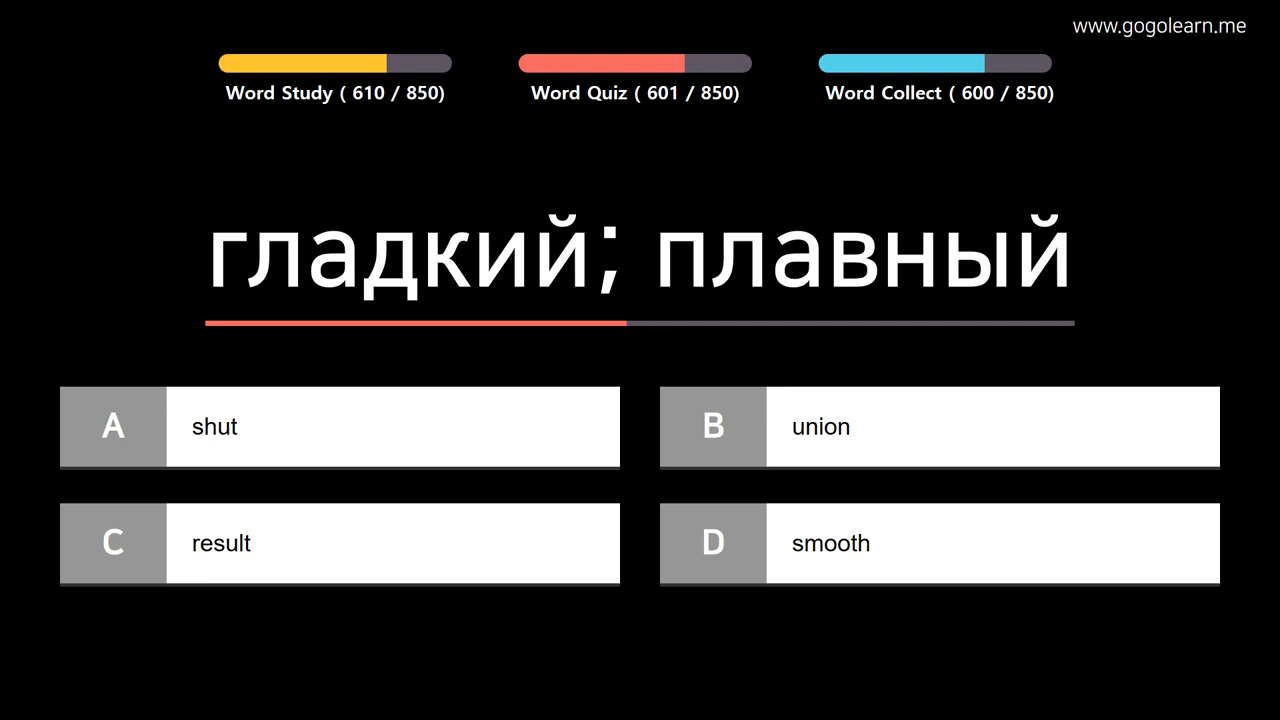 www.gogolearn.me
Word Study ( 610 / 850)
Word Quiz ( 601 / 850)
Word Collect ( 600 / 850)
гладкий; плавный
A shut
B union
C result
D smooth